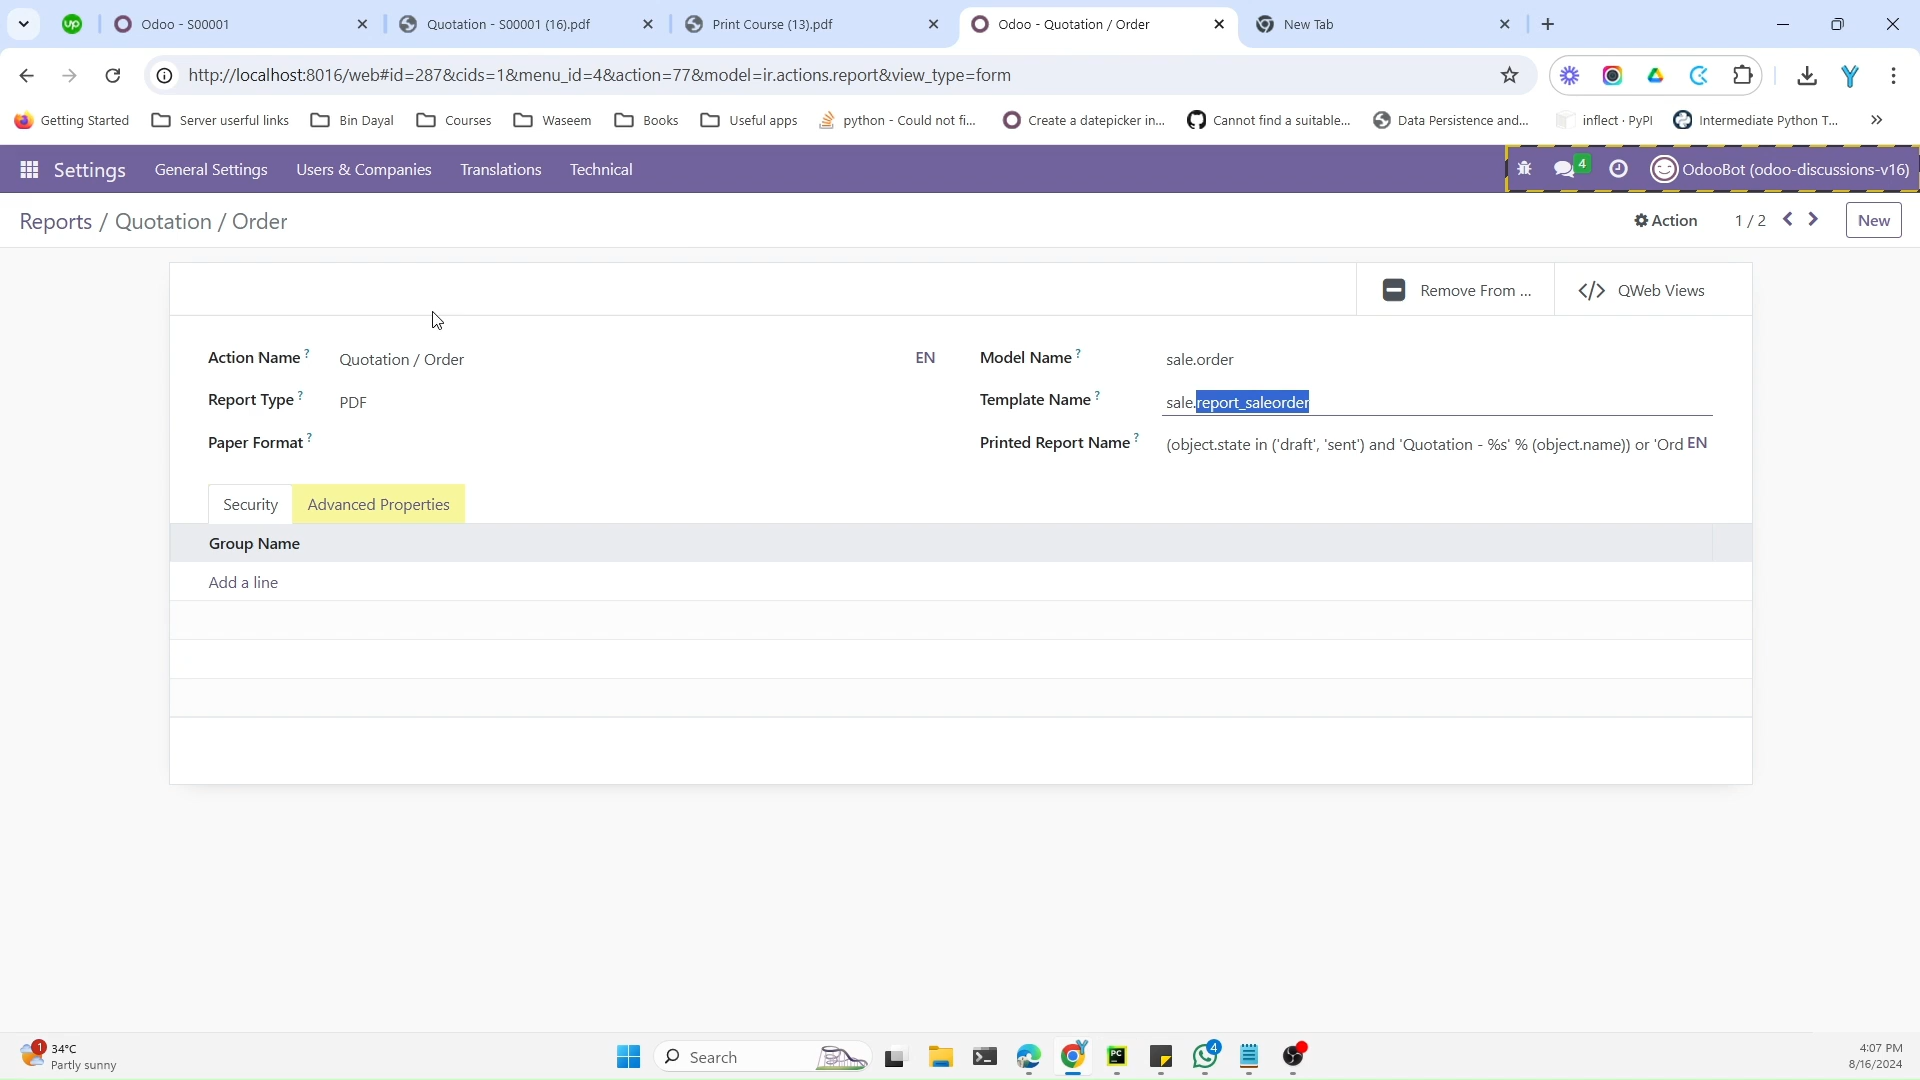 Odoo - S00001
Quotation - S00001 (16).pdf
Print Course (13).pdf
Odoo - Quotation / Order
New Tab
http://localhost:8016/web#id=287&cids=1&menu_id=4&action=77&model=ir.actions.report&view_type=form
Getting Started
Server userful links
Bin Dayal
Courses
Waseem
Books
Useful apps
python - Could not fi...
Create a datepicker in...
Cannot find a suitable...
Data Persistence and...
inflect · PyPI
Intermediate Python T...
Settings
General Settings
Users & Companies
Translations
Technical
4
OdooBot (odoo-discussions-v16)
Reports / Quotation / Order
Action
1 / 2
New
Remove From ...
QWeb Views
Action Name ?
Quotation / Order
EN
Model Name ?
sale.order
Report Type ?
PDF
Template Name ?
sale.report_saleorder
Paper Format ?
Printed Report Name ?
(object.state in ('draft', 'sent') and 'Quotation - %s' % (object.name)) or 'Ord
EN
Security
Advanced Properties
Group Name
Add a line
1
34°C
Partly sunny
Search
PC
4
4:07 PM
8/16/2024